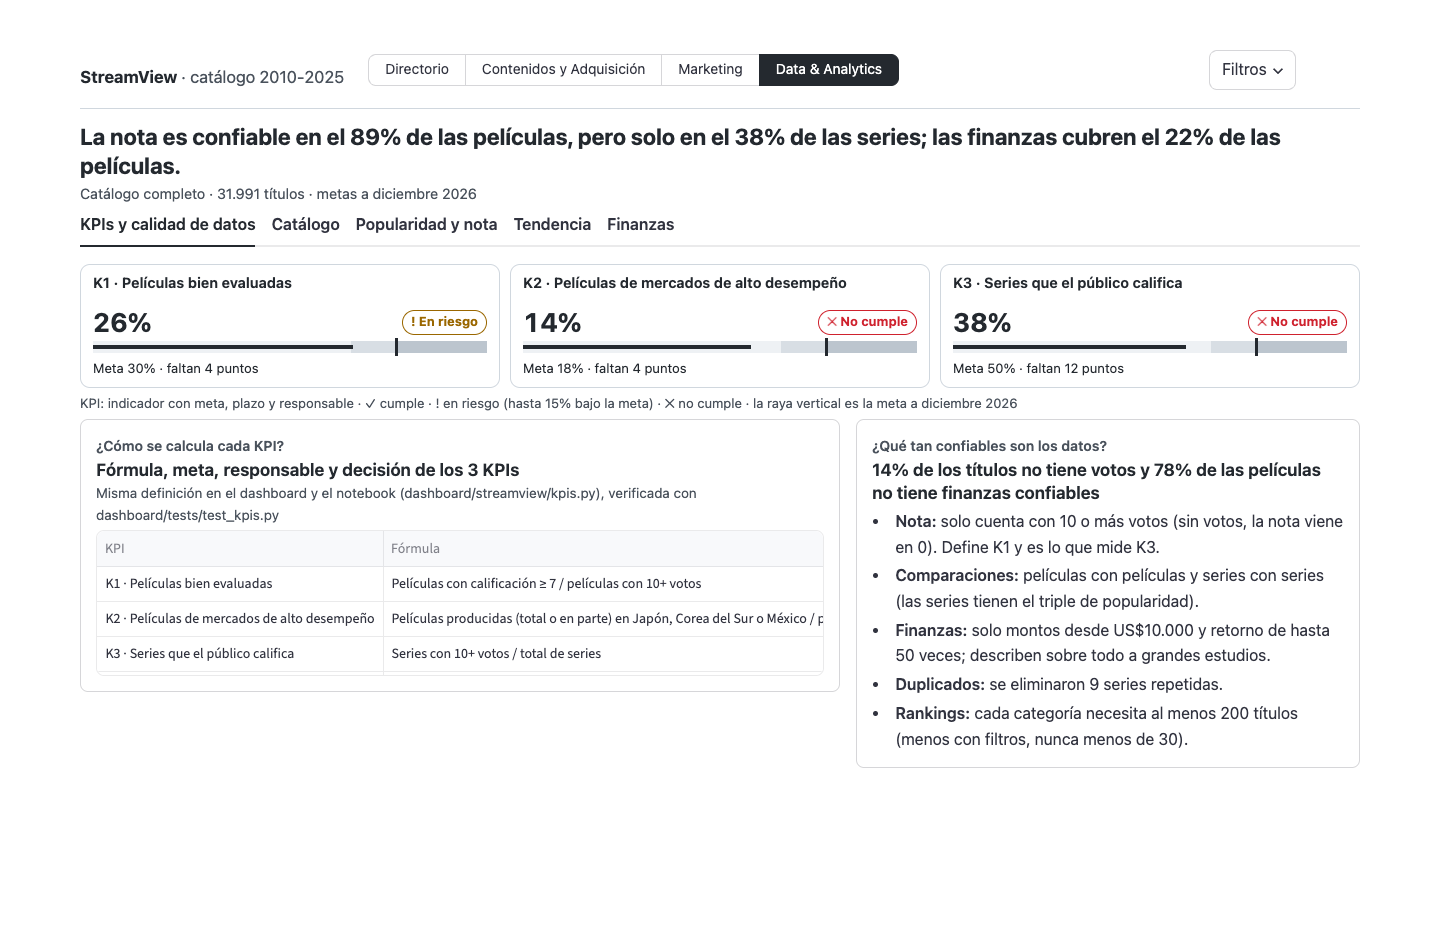 StreamView · catálogo 2010-2025
Directorio
Contenidos y Adquisición
Marketing
Data & Analytics
Filtros
La nota es confiable en el 89% de las películas, pero solo en el 38% de las series; las finanzas cubren el 22% de las
películas.
Catálogo completo · 31.991 títulos · metas a diciembre 2026
KPIs y calidad de datos
Catálogo
Popularidad y nota
Tendencia
Finanzas
K1 · Películas bien evaluadas
26%
! En riesgo
Meta 30% · faltan 4 puntos
K2 · Películas de mercados de alto desempeño
14%
✕ No cumple
Meta 18% · faltan 4 puntos
K3 · Series que el público califica
38%
✕ No cumple
Meta 50% · faltan 12 puntos
KPI: indicador con meta, plazo y responsable · ✓ cumple · ! en riesgo (hasta 15% bajo la meta) · ✕ no cumple · la raya vertical es la meta a diciembre 2026
¿Cómo se calcula cada KPI?
Fórmula, meta, responsable y decisión de los 3 KPIs
Misma definición en el dashboard y el notebook (dashboard/streamview/kpis.py), verificada con
dashboard/tests/test_kpis.py
KPI
Fórmula
K1 · Películas bien evaluadas
Películas con calificación ≥ 7 / películas con 10+ votos
K2 · Películas de mercados de alto desempeño
Películas producidas (total o en parte) en Japón, Corea del Sur o México / p
K3 · Series que el público califica
Series con 10+ votos / total de series
¿Qué tan confiables son los datos?
14% de los títulos no tiene votos y 78% de las películas
no tiene finanzas confiables
• Nota: solo cuenta con 10 o más votos (sin votos, la nota viene
en 0). Define K1 y es lo que mide K3.
• Comparaciones: películas con películas y series con series
(las series tienen el triple de popularidad).
• Finanzas: solo montos desde US$10.000 y retorno de hasta
50 veces; describen sobre todo a grandes estudios.
• Duplicados: se eliminaron 9 series repetidas.
• Rankings: cada categoría necesita al menos 200 títulos
(menos con filtros, nunca menos de 30).